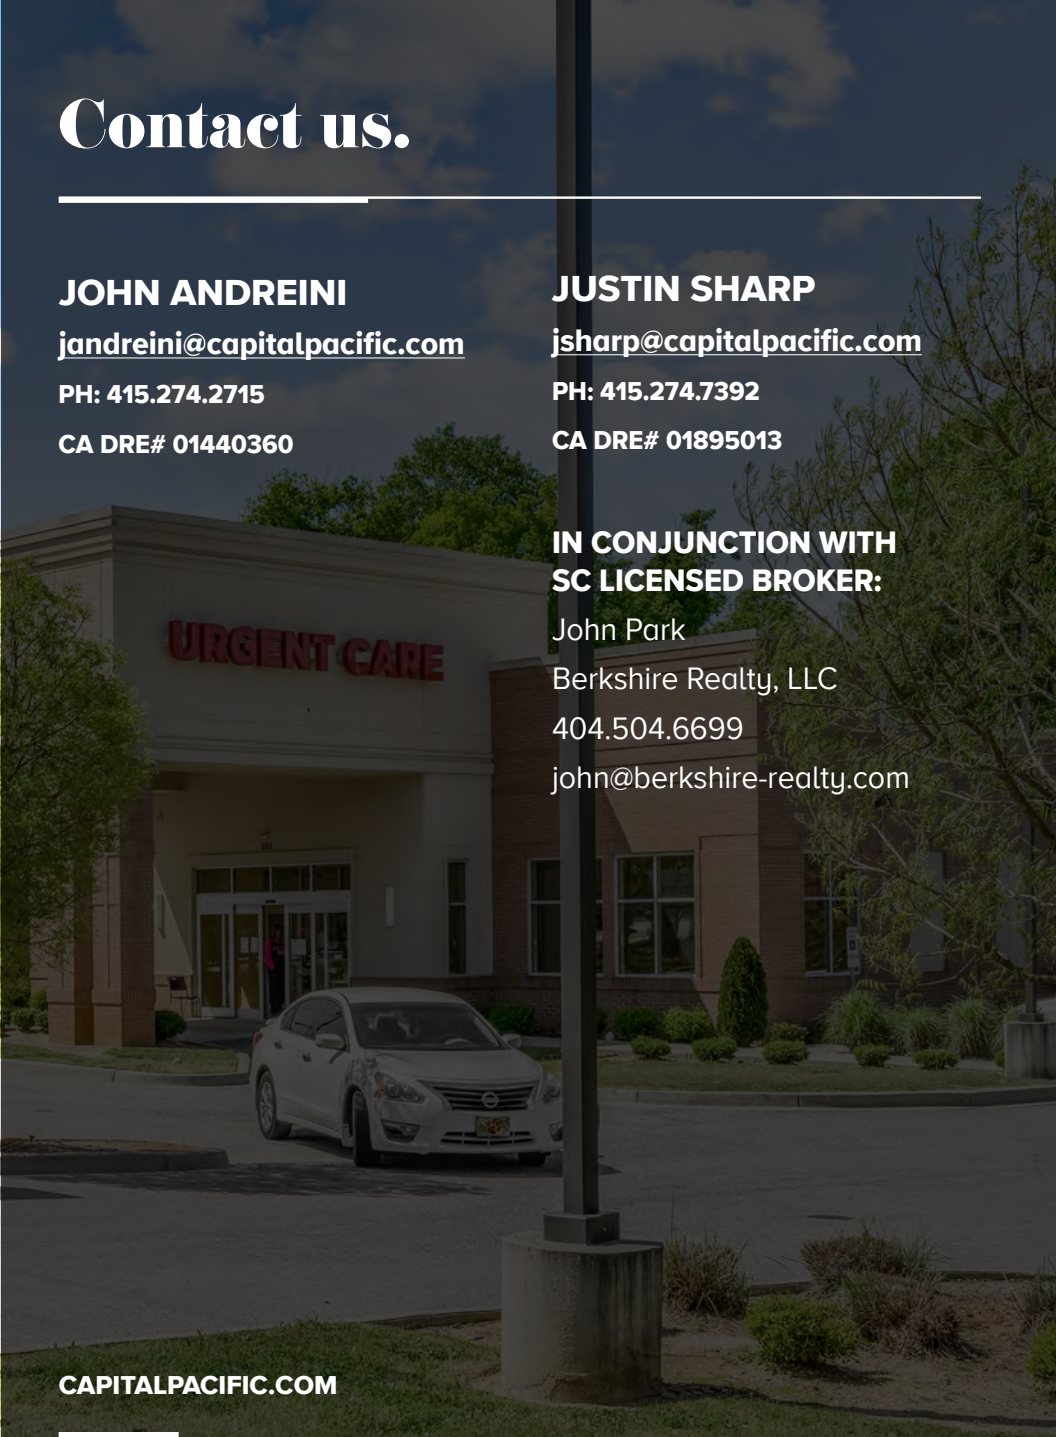 Contact us.
JOHN ANDREINI
jandreini@capitalpacific.com
PH: 415.274.2715
CA DRE# 01440360
JUSTIN SHARP
jsharp@capitalpacific.com
PH: 415.274.7392
CA DRE# 01895013
IN CONJUNCTION WITH
SC LICENSED BROKER:
John Park
Berkshire Realty, LLC
404.504.6699
john@berkshire-realty.com
URGENT CARE
CAPITALPACIFIC.COM